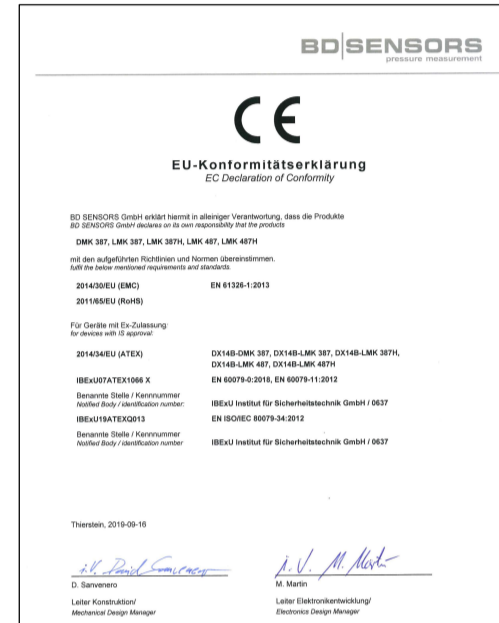 BD|SENSORS
pressure measurement
CE
EU-Konformitätserklärung
EC Declaration of Conformity
BD SENSORS GmbH erklärt hiermit in alleiniger Verantwortung, dass die Produkte
BD SENSORS GmbH declares on its own responsibility that the products
DMK 387, LMK 387, LMK 387H, LMK 487, LMK 487H
mit den aufgeführten Richtlinien und Normen übereinstimmen.
fulfil the below mentioned requirements and standards.
2014/30/EU (EMC) EN 61326-1:2013
2011/65/EU (RoHS)
Für Geräte mit Ex-Zulassung:
for devices with IS approval:
2014/34/EU (ATEX) DX14B-DMK 387, DX14B-LMK 387, DX14B-LMK 387H,
DX14B-LMK 487, DX14B-LMK 487H
IBExU07ATEX1066 X EN 60079-0:2018, EN 60079-11:2012
Benannte Stelle / Kennnummer
Notified Body / identification number: IBExU Institut für Sicherheitstechnik GmbH / 0637
IBExU19ATEXQ013 EN ISO/IEC 80079-34:2012
Benannte Stelle / Kennnummer
Notified Body / identification number: IBExU Institut für Sicherheitstechnik GmbH / 0637
Thierstein, 2019-09-16
i.V. David Sanvenero i.V. M. Martin
D. Sanvenero M. Martin
Leiter Konstruktion/ Leiter Elektronikentwicklung/
Mechanical Design Manager Electronics Design Manager